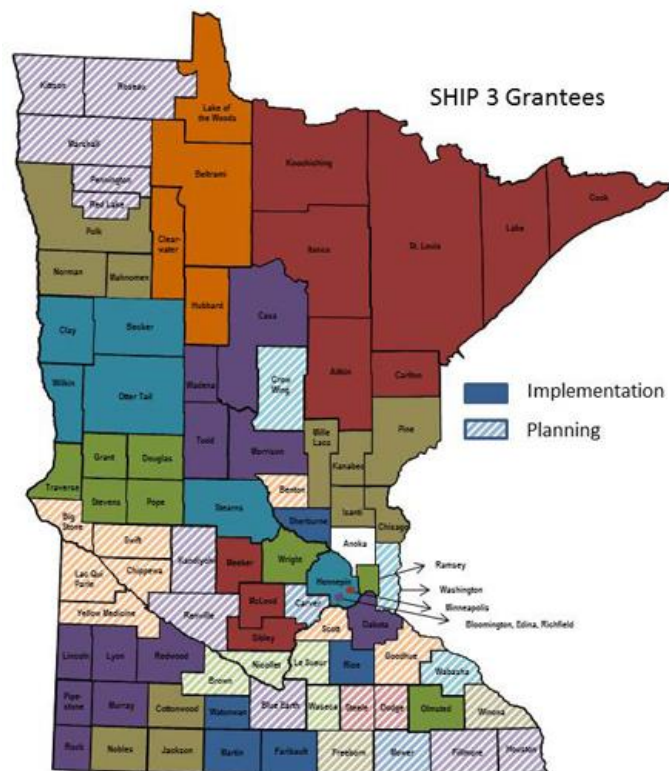 SHIP 3 Grantees
Kittson
Roseau
Lake of
the Woods
Marshall
Koochiching
Beltrami
Pennington
Red Lake
Polk
Clear-
water
Itasca
St. Louis
Lake
Cook
Norman
Mahnomen
Hubbard
Cass
Clay
Becker
Wadena
Crow
Wing
Aitkin
Carlton
Implementation
Planning
Wilkin
Otter Tail
Todd
Morrison
Mille
Lacs
Kanabec
Pine
Grant
Douglas
Traverse
Stevens
Pope
Stearns
Benton
Isanti
Chisago
Big
Stone
Swift
Sherburne
Anoka
Kandiyohi
Meeker
Wright
Hennepin
Ramsey
Washington
Minneapolis
Bloomington, Edina, Richfield
Lac Qui
Parle
Chippewa
McLeod
Carver
Yellow Medicine
Renville
Sibley
Scott
Dakota
Lincoln
Lyon
Redwood
Nicollet
Le Sueur
Rice
Goodhue
Wabasha
Brown
Pipe-
stone
Murray
Cottonwood
Watonwan
Blue Earth
Waseca
Steele
Dodge
Olmsted
Winona
Rock
Nobles
Jackson
Martin
Faribault
Freeborn
Mower
Fillmore
Houston